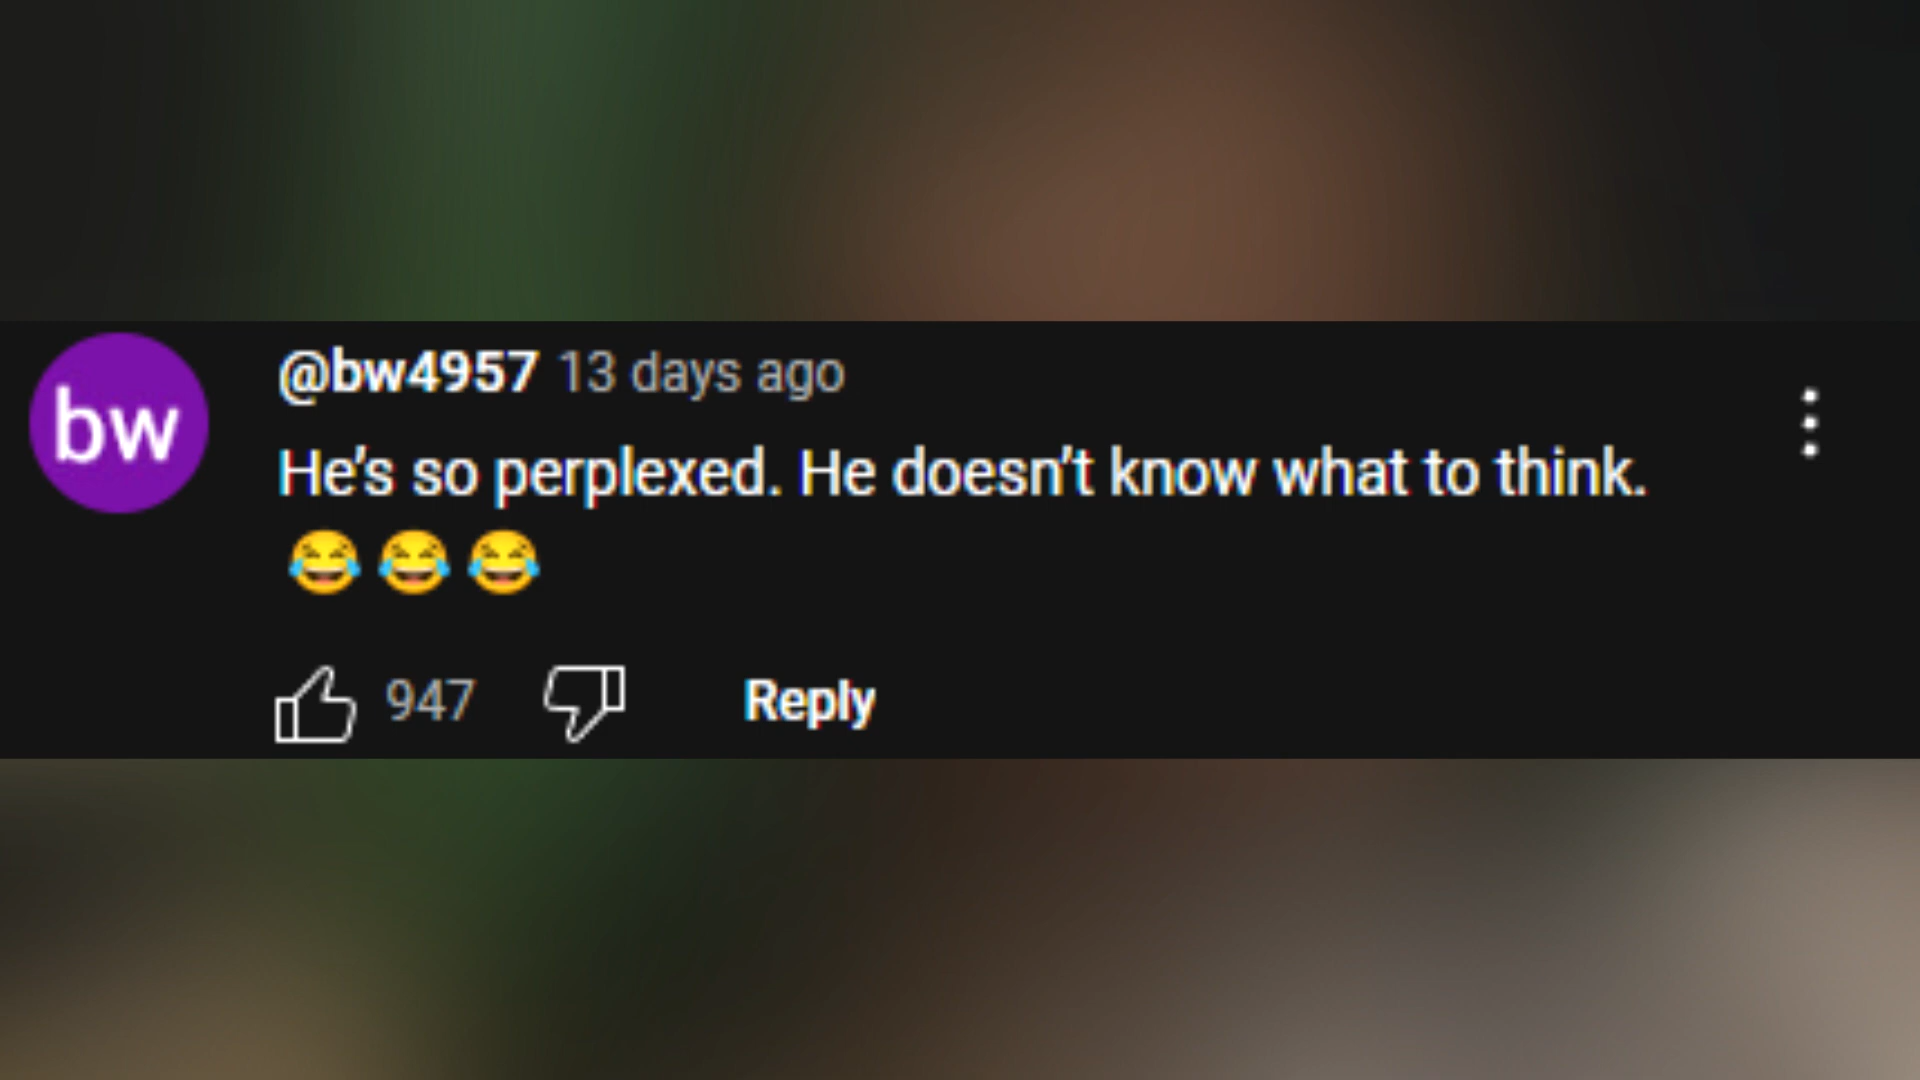 bw
@bw4957 13 days ago
He's so perplexed. He doesn't know what to think.
😂😂😂
947 Reply